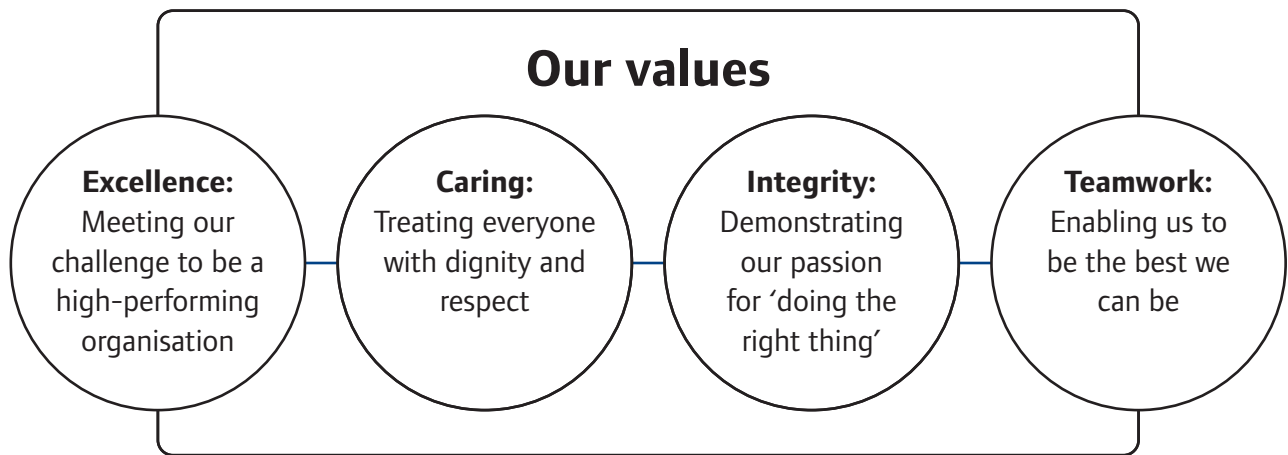 Our values
Excellence:
Meeting our
challenge to be a
high-performing
organisation
Caring:
Treating everyone
with dignity and
respect
Integrity:
Demonstrating
our passion
for ‘doing the
right thing’
Teamwork:
Enabling us to
be the best we
can be